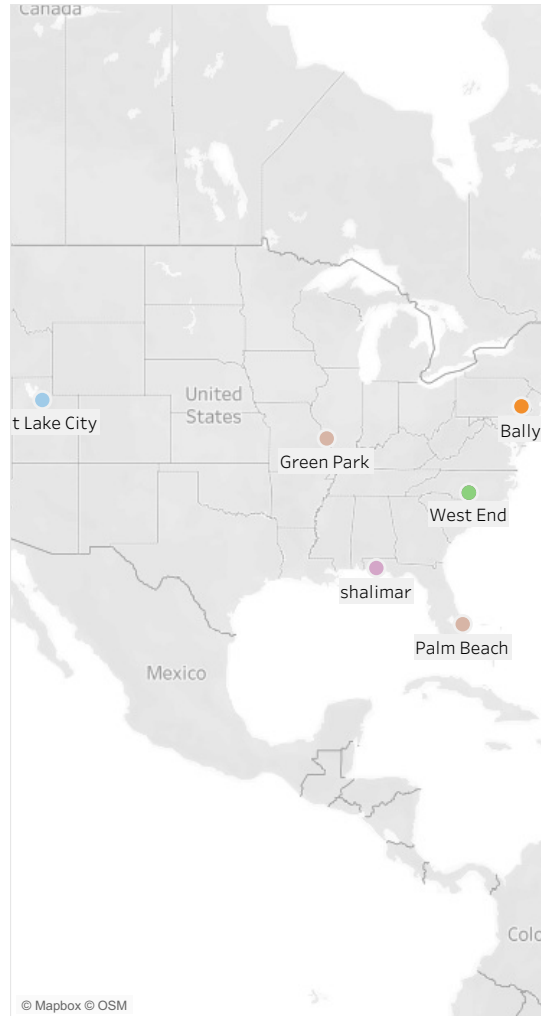 Canada
United
States
t Lake City
Bally
Green Park
West End
shalimar
Palm Beach
Mexico
Colo
© Mapbox © OSM